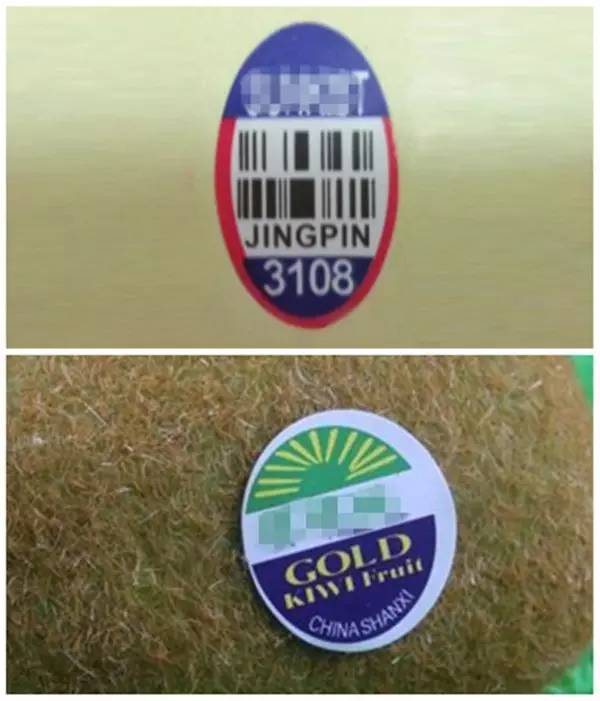 JINGPIN
3108
GOLD
KIWI Fruit
CHINA SHANXI